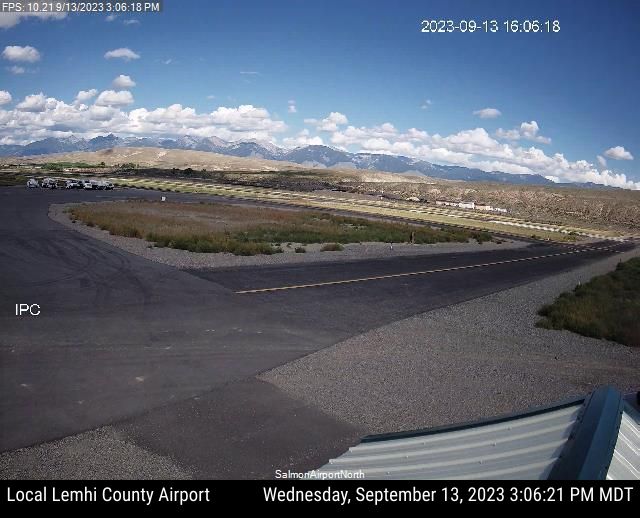 FPS: 10.21 9/13/2023 3:06:18 PM
2023-09-13 16:06:18
IPC
SalmonAirportNorth
Local Lemhi County Airport Wednesday, September 13, 2023 3:06:21 PM MDT